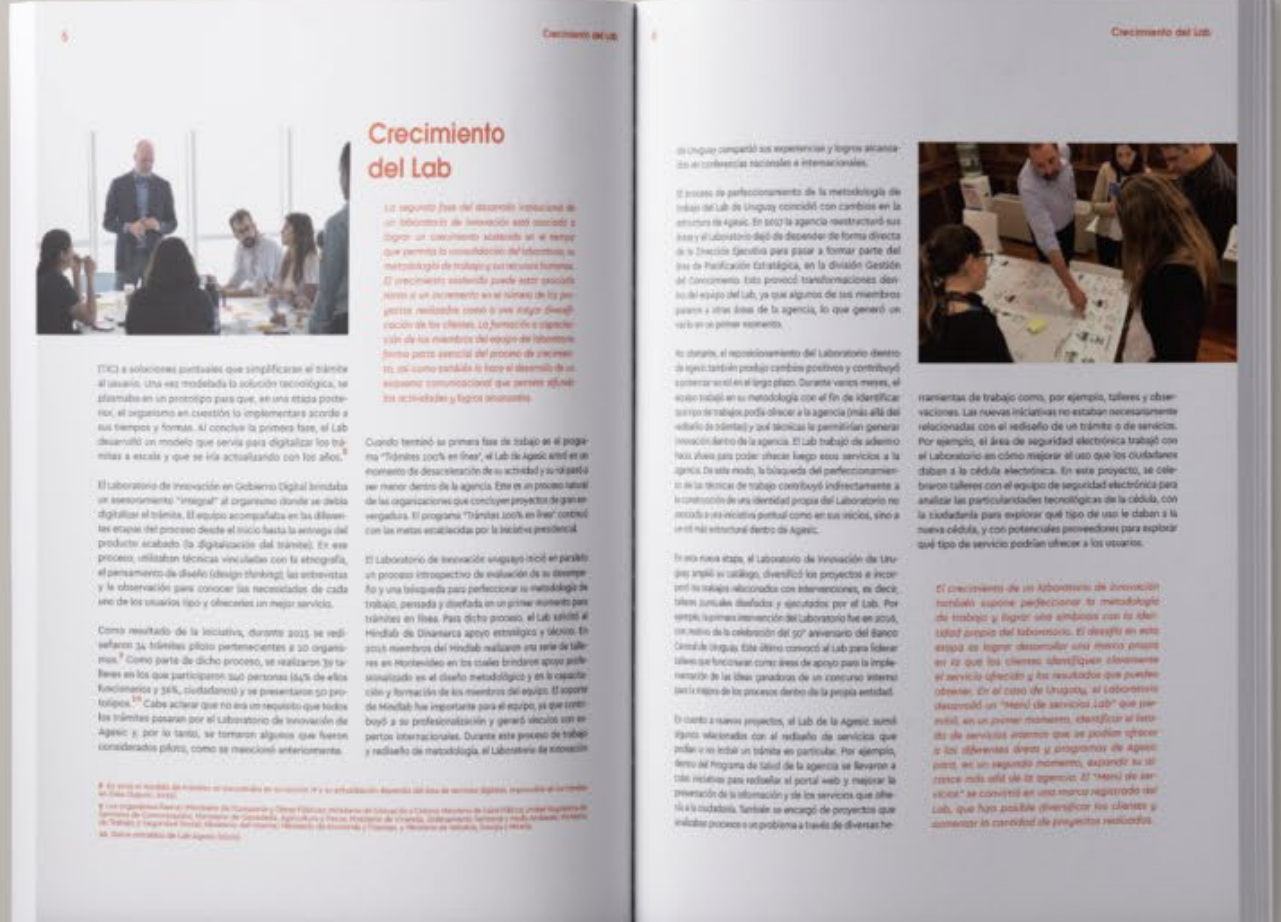 Crecimiento del Lab
Crecimiento
del Lab
La segunda fase del desarrollo institucional de
un laboratorio de innovación está asociada a
lograr un crecimiento sostenido en el tiempo
que permita la consolidación del laboratorio, su
metodología de trabajo y sus recursos humanos.
El crecimiento sostenido puede estar asociado
tanto a un incremento en el número de los pro-
yectos realizados como a una mayor diversifi-
cación de los clientes. La formación o capacita-
ción de los miembros del equipo de laboratorio
forma parte esencial del proceso de crecimien-
to, así como también lo hace el desarrollo de un
esquema comunicacional que permita difundir
las actividades y logros alcanzados.
(TIC) a soluciones puntuales que simplificaran el trámite
al usuario. Una vez modelada la solución tecnológica, se
plasmaba en un prototipo para que, en una etapa poste-
rior, el organismo en cuestión lo implementara acorde a
sus tiempos y formas. Al concluir la primera fase, el Lab
desarrolló un modelo que servía para digitalizar los trá-
mites a escala y que se iría actualizando con los años.
El Laboratorio de Innovación en Gobierno Digital brindaba
un asesoramiento "integral" al organismo donde se debía
digitalizar el trámite. El equipo acompañaba en las diferen-
tes etapas del proceso desde el inicio hasta la entrega del
producto acabado (la digitalización del trámite). En ese
proceso, utilizaban técnicas vinculadas con la etnografía,
el pensamiento de diseño (design thinking), las entrevistas
y la observación para conocer las necesidades de cada
uno de los usuarios tipo y ofrecerles un mejor servicio.
Como resultado de la iniciativa, durante 2015 se redi-
señaron 34 trámites piloto pertenecientes a 10 organis-
mos.⁹ Como parte de dicho proceso, se realizaron 39 ta-
lleres en los que participaron 240 personas (64% de ellos
funcionarios y 36%, ciudadanos) y se presentaron 50 pro-
totipos.¹⁰ Cabe aclarar que no era un requisito que todos
los trámites pasaran por el Laboratorio de Innovación de
Agesic y, por lo tanto, se tomaron algunos que fueron
considerados piloto, como se mencionó anteriormente.
Cuando terminó su primera fase de trabajo en el progra-
ma "Trámites 100% en línea", el Lab de Agesic entró en un
momento de desaceleración de su actividad y su rol pasó a
ser menor dentro de la agencia. Este es un proceso natural
de las organizaciones que concluyen proyectos de gran en-
vergadura. El programa "Trámites 100% en línea" continuó
con las metas establecidas por la iniciativa presidencial.
El Laboratorio de Innovación uruguayo inició en paralelo
un proceso introspectivo de evaluación de su desempe-
ño y una búsqueda para perfeccionar su metodología de
trabajo, pensada y diseñada en un primer momento para
trámites en línea. Para dicho proceso, el Lab solicitó al
Mindlab de Dinamarca apoyo estratégico y técnico. En
2016 miembros del Mindlab realizaron una serie de talle-
res en Montevideo en los cuales brindaron apoyo profe-
sionalizado en el diseño metodológico y en la capacita-
ción y formación de los miembros del equipo. El soporte
de Mindlab fue importante para el equipo, ya que contri-
buyó a su profesionalización y generó vínculos con ex-
pertos internacionales. Durante este proceso de trabajo
y rediseño de metodología, el Laboratorio de Innovación
Crecimiento del Lab
de Uruguay compartió sus experiencias y logros alcanza-
dos en conferencias nacionales e internacionales.
El proceso de perfeccionamiento de la metodología de
trabajo del Lab de Uruguay coincidió con cambios en la
estructura de Agesic. En 2017 la agencia reestructuró sus
áreas y el Laboratorio dejó de depender de forma directa
de la Dirección Ejecutiva para pasar a formar parte del
área de Planificación Estratégica, en la división Gestión
del Conocimiento. Esto provocó transformaciones den-
tro del equipo del Lab, ya que algunos de sus miembros
pasaron a otras áreas de la agencia, lo que generó un
vacío en un primer momento.
No obstante, el reposicionamiento del Laboratorio dentro
de Agesic también produjo cambios positivos y contribuyó
a cimentar su rol en el largo plazo. Durante varios meses, el
equipo trabajó en su metodología con el fin de identificar
qué tipo de trabajos podía ofrecer a la agencia (más allá del
rediseño de trámites) y qué técnicas le permitirían generar
innovación dentro de la agencia. El Lab trabajó de adentro
hacia afuera para poder ofrecer luego esos servicios a la
agencia. De este modo, la búsqueda del perfeccionamien-
to de las técnicas de trabajo contribuyó indirectamente a
la construcción de una identidad propia del Laboratorio no
asociada a una iniciativa puntual como en sus inicios, sino a
un rol más estructural dentro de Agesic.
En esta nueva etapa, el Laboratorio de Innovación de Uru-
guay amplió su catálogo, diversificó los proyectos e incor-
poró los trabajos relacionados con intervenciones, es decir,
talleres puntuales diseñados y ejecutados por el Lab. Por
ejemplo, la primera intervención del Laboratorio fue en 2016,
con motivo de la celebración del 50° aniversario del Banco
Central de Uruguay. Este último convocó al Lab para liderar
talleres que funcionaran como áreas de apoyo para la imple-
mentación de las ideas ganadoras de un concurso interno
para la mejora de los procesos dentro de la propia entidad.
En cuanto a nuevos proyectos, el Lab de la Agesic sumó
algunos relacionados con el rediseño de servicios que
podían o no incluir un trámite en particular. Por ejemplo,
dentro del Programa de Salud de la agencia se llevaron a
cabo iniciativas para rediseñar el portal web y mejorar la
presentación de la información y de los servicios que ofre-
cía a la ciudadanía. También se encargó de proyectos que
analizaban procesos o un problema a través de diversas he-
rramientas de trabajo como, por ejemplo, talleres y obser-
vaciones. Las nuevas iniciativas no estaban necesariamente
relacionadas con el rediseño de un trámite o de servicios.
Por ejemplo, el área de seguridad electrónica trabajó con
el Laboratorio en cómo mejorar el uso que los ciudadanos
daban a la cédula electrónica. En este proyecto, se cele-
braron talleres con el equipo de seguridad electrónica para
analizar las particularidades tecnológicas de la cédula, con
la ciudadanía para explorar qué tipo de uso le daban a la
nueva cédula, y con potenciales proveedores para explorar
qué tipo de servicio podrían ofrecer a los usuarios.
El crecimiento de un laboratorio de innovación
también supone perfeccionar la metodología
de trabajo y lograr una simbiosis con la iden-
tidad propia del laboratorio. El desafío en esta
etapa es lograr desarrollar una marca propia
en la que los clientes identifiquen claramente
el servicio ofrecido y los resultados que pueden
obtener. En el caso de Uruguay, el Laboratorio
desarrolló un "Menú de servicios Lab" que per-
mitió, en un primer momento, identificar el lista-
do de servicios internos que se podían ofrecer
a las diferentes áreas y programas de Agesic
para, en un segundo momento, expandir su al-
cance más allá de la agencia. El "Menú de ser-
vicios" se convirtió en una marca registrada del
Lab, que hizo posible diversificar los clientes y
aumentar la cantidad de proyectos realizados.